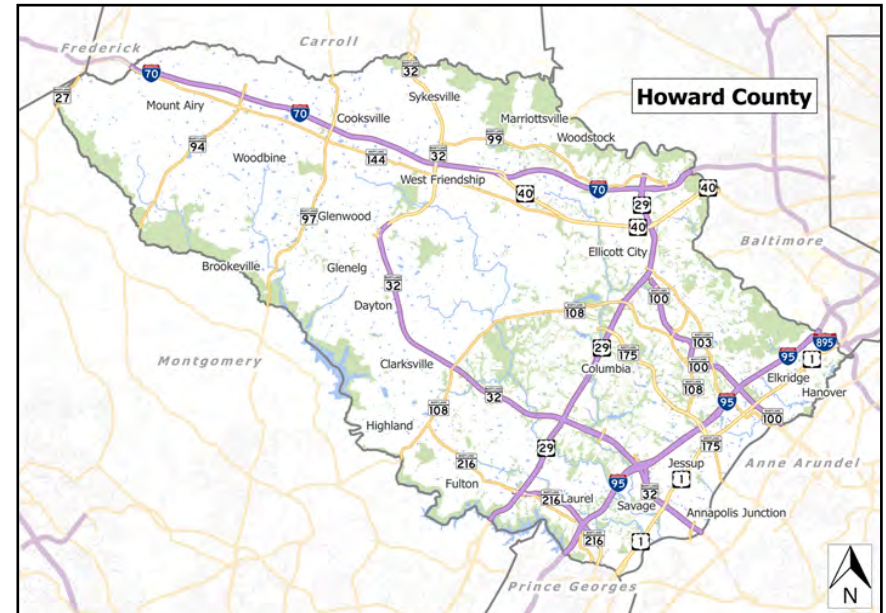 Carroll
Frederick
70
32
27
Mount Airy
70
Sykesville
Howard County
Cooksville
Marriottsville
Woodstock
94
99
144
32
Woodbine
West Friendship
40
70
40
29
97
Glenwood
40
Baltimore
Ellicott City
Brookeville
Glenelg
32
100
Dayton
108
103
895
29
175
95
1
Montgomery
Clarksville
Columbia
100
Elkridge
32
108
Hanover
95
108
100
Highland
29
175
216
Jessup
Anne Arundel
Fulton
95
1
216
Laurel
32
Savage
Annapolis Junction
216
1
Prince Georges
N